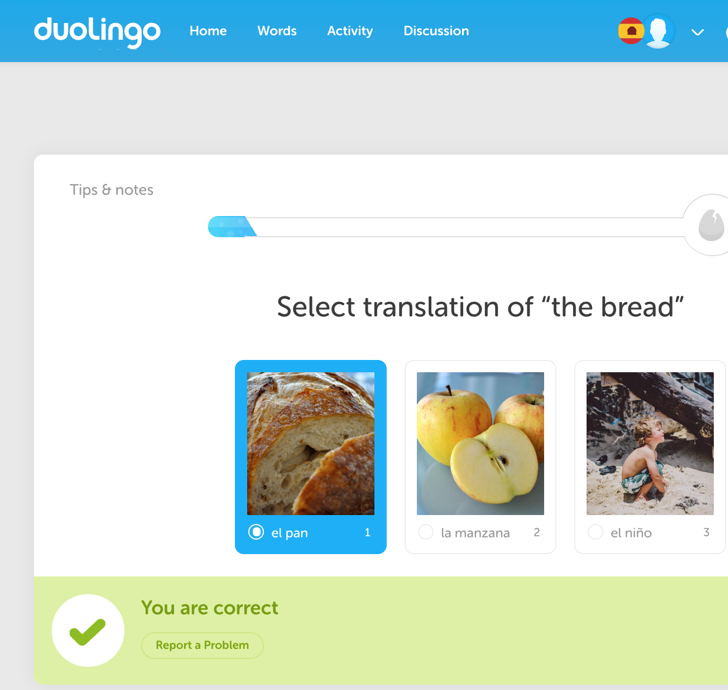 duolingo
Home Words Activity Discussion
Tips & notes
Select translation of “the bread”
el pan 1
la manzana 2
el niño 3
You are correct
Report a Problem